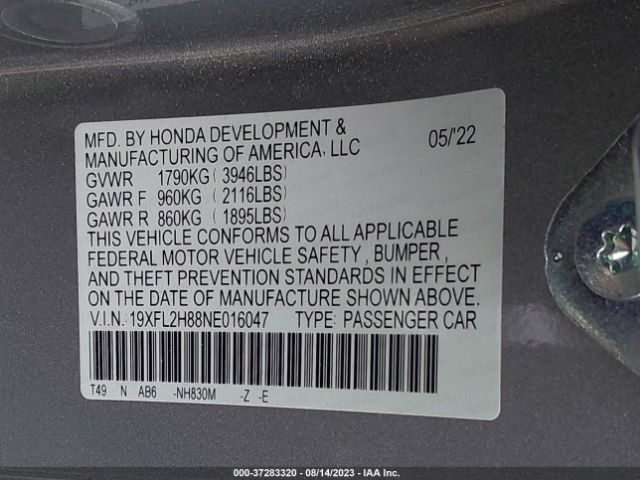 MFD. BY HONDA DEVELOPMENT & 05/'22
MANUFACTURING OF AMERICA, LLC
GVWR 1790KG ( 3946LBS )
GAWR F 960KG ( 2116LBS )
GAWR R 860KG ( 1895LBS )
THIS VEHICLE CONFORMS TO ALL APPLICABLE
FEDERAL MOTOR VEHICLE SAFETY , BUMPER,
AND THEFT PREVENTION STANDARDS IN EFFECT
ON THE DATE OF MANUFACTURE SHOWN ABOVE.
V.I.N.: 19XFL2H88NE016047 TYPE: PASSENGER CAR
T49 N AB6 -NH830M -Z -E
000-37283320 - 08/14/2023 - IAA Inc.